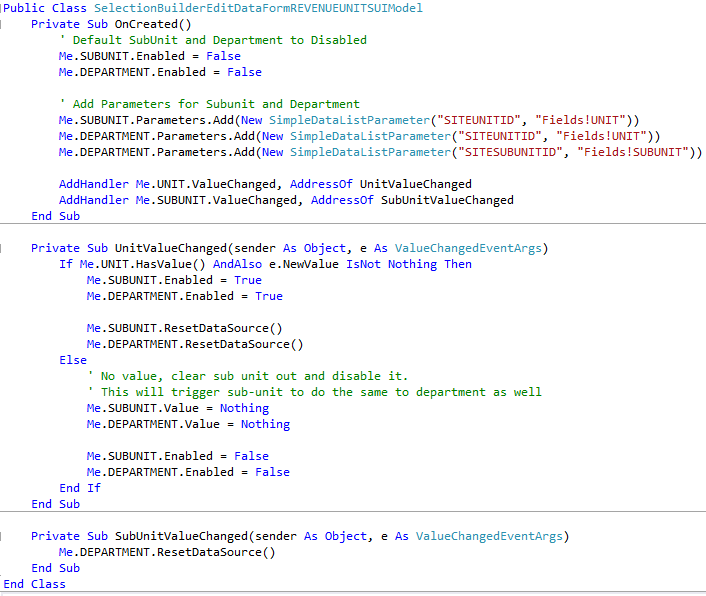 Public Class SelectionBuilderEditDataFormREVENUEUNITSUIModel
    Private Sub OnCreated()
        ' Default SubUnit and Department to Disabled
        Me.SUBUNIT.Enabled = False
        Me.DEPARTMENT.Enabled = False

        ' Add Parameters for Subunit and Department
        Me.SUBUNIT.Parameters.Add(New SimpleDataListParameter("SITEUNITID", "Fields!UNIT"))
        Me.DEPARTMENT.Parameters.Add(New SimpleDataListParameter("SITEUNITID", "Fields!UNIT"))
        Me.DEPARTMENT.Parameters.Add(New SimpleDataListParameter("SITESUBUNITID", "Fields!SUBUNIT"))

        AddHandler Me.UNIT.ValueChanged, AddressOf UnitValueChanged
        AddHandler Me.SUBUNIT.ValueChanged, AddressOf SubUnitValueChanged
    End Sub

    Private Sub UnitValueChanged(sender As Object, e As ValueChangedEventArgs)
        If Me.UNIT.HasValue() AndAlso e.NewValue IsNot Nothing Then
            Me.SUBUNIT.Enabled = True
            Me.DEPARTMENT.Enabled = True

            Me.SUBUNIT.ResetDataSource()
            Me.DEPARTMENT.ResetDataSource()
        Else
            ' No value, clear sub unit out and disable it.
            ' This will trigger sub-unit to do the same to department as well
            Me.SUBUNIT.Value = Nothing
            Me.DEPARTMENT.Value = Nothing

            Me.SUBUNIT.Enabled = False
            Me.DEPARTMENT.Enabled = False
        End If
    End Sub

    Private Sub SubUnitValueChanged(sender As Object, e As ValueChangedEventArgs)
        Me.DEPARTMENT.ResetDataSource()
    End Sub
End Class